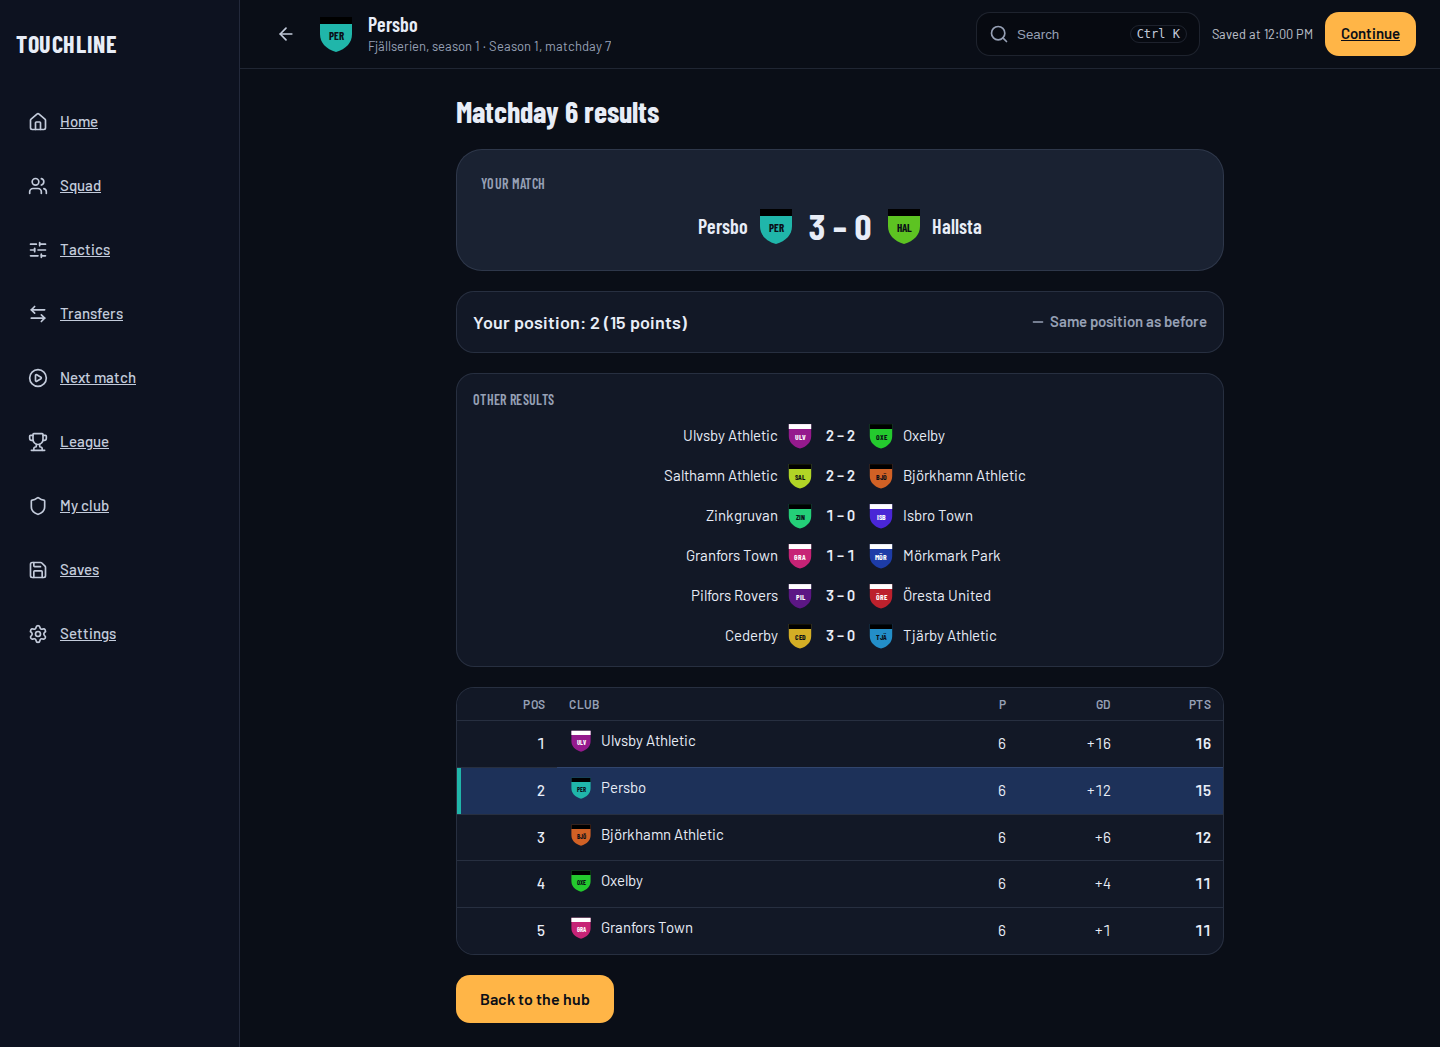 TOUCHLINE
Home
Squad
Tactics
Transfers
Next match
League
My club
Saves
Settings
PER
Persbo
Fjällserien, season 1 · Season 1, matchday 7
Search
Ctrl K
Saved at 12:00 PM
Continue
Matchday 6 results
YOUR MATCH
Persbo PER 3 – 0 HAL Hallsta
Your position: 2 (15 points)
— Same position as before
OTHER RESULTS
Ulvsby Athletic ULV 2 – 2 OXE Oxelby
Salthamn Athletic SAL 2 – 2 BJÖ Björkhamn Athletic
Zinkgruvan ZIN 1 – 0 ISB Isbro Town
Granfors Town GRA 1 – 1 MÖR Mörkmark Park
Pilfors Rovers PIL 3 – 0 ÖRE Öresta United
Cederby CED 3 – 0 TJÄ Tjärby Athletic
POS CLUB P GD PTS
1 ULV Ulvsby Athletic 6 +16 16
2 PER Persbo 6 +12 15
3 BJÖ Björkhamn Athletic 6 +6 12
4 OXE Oxelby 6 +4 11
5 GRA Granfors Town 6 +1 11
Back to the hub